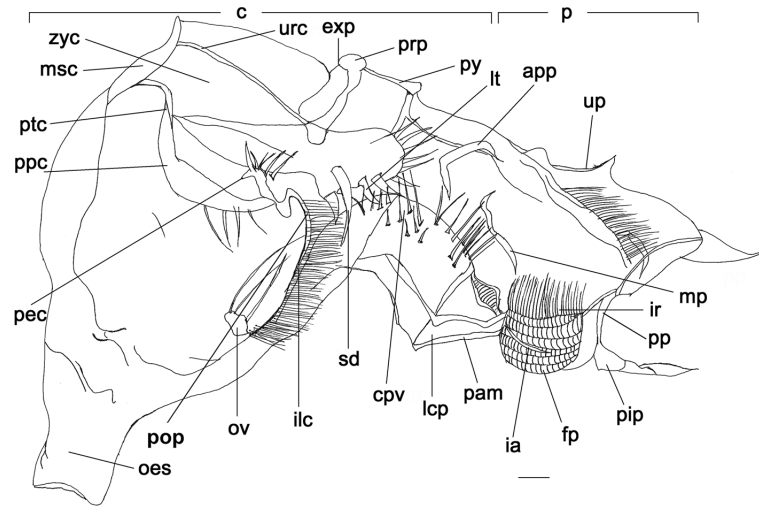 c p
urc exp prp
zyc
msc py lt app
ptc up
ppc
pec mp
ir
pp
sd
cpv lcp pam pip
pop ov ilc fp
oes ia